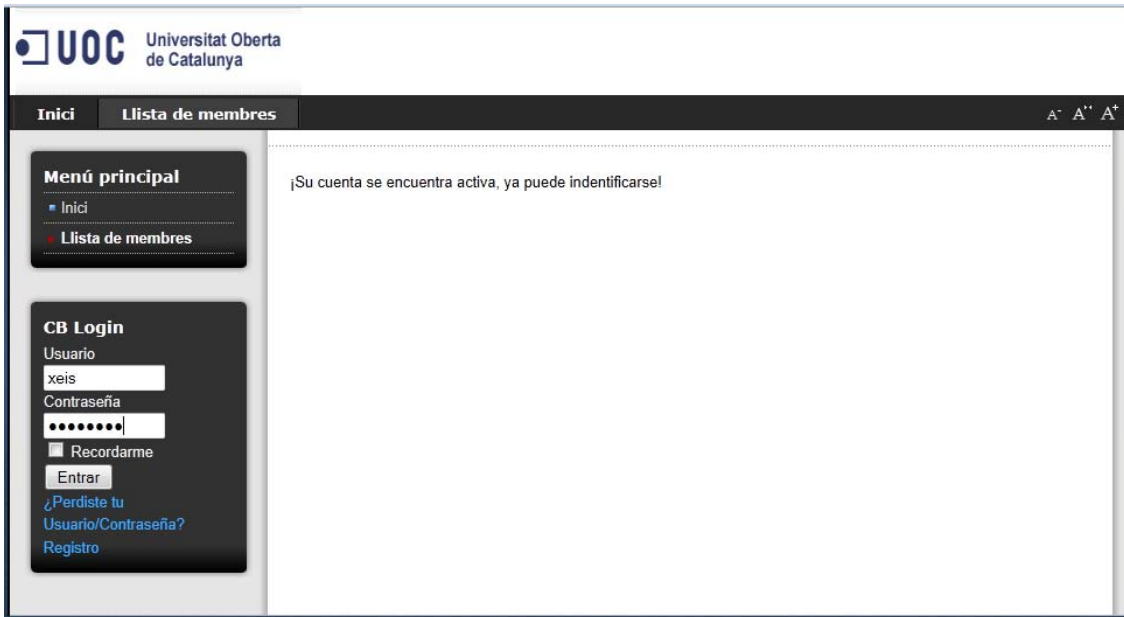 UOC
Universitat Oberta
de Catalunya
Inici
Llista de membres
A- A" A+
Menú principal
Inici
Llista de membres
¡Su cuenta se encuentra activa, ya puede indentificarse!
CB Login
Usuario
xeis
Contraseña
Recordarme
Entrar
¿Perdiste tu
Usuario/Contraseña?
Registro